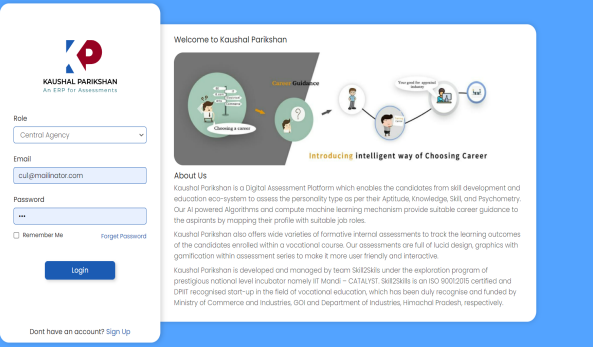 KAUSHAL PARIKSHAN
An ERP for Assessments
Role
Central Agency
Email
cul@mailinator.com
Password
•••
Remember Me
Forget Password
Login
Dont have an account? Sign Up
Welcome to Kaushal Parikshan
Career Guidance
Choosing a career
Your good for apparel
industry
Introducing intelligent way of Choosing Career
About Us
Kaushal Parikshan is a Digital Assessment Platform which enables the candidates from skill development and
education eco-system to assess the personality type as per their Aptitude, Knowledge, Skill, and Psychometry.
Our AI powered Algorithms and compute machine learning mechanism provide suitable career guidance to
the aspirants by mapping their profile with suitable job roles.
Kaushal Parikshan also offers wide varieties of formative internal assessments to track the learning outcomes
of the candidates enrolled within a vocational course. Our assessments are full of lucid design, graphics with
gamification within assessment series to make it more user friendly and interactive.
Kaushal Parikshan is developed and managed by team Skill2Skills under the exploration program of
prestigious national level incubator namely IIT Mandi – CATALYST. Skill2Skills is an ISO 9001:2015 certified and
DPIIT recognised start-up in the field of vocational education, which has been duly recognise and funded by
Ministry of Commerce and Industries, GOI and Department of Industries, Himachal Pradesh, respectively.